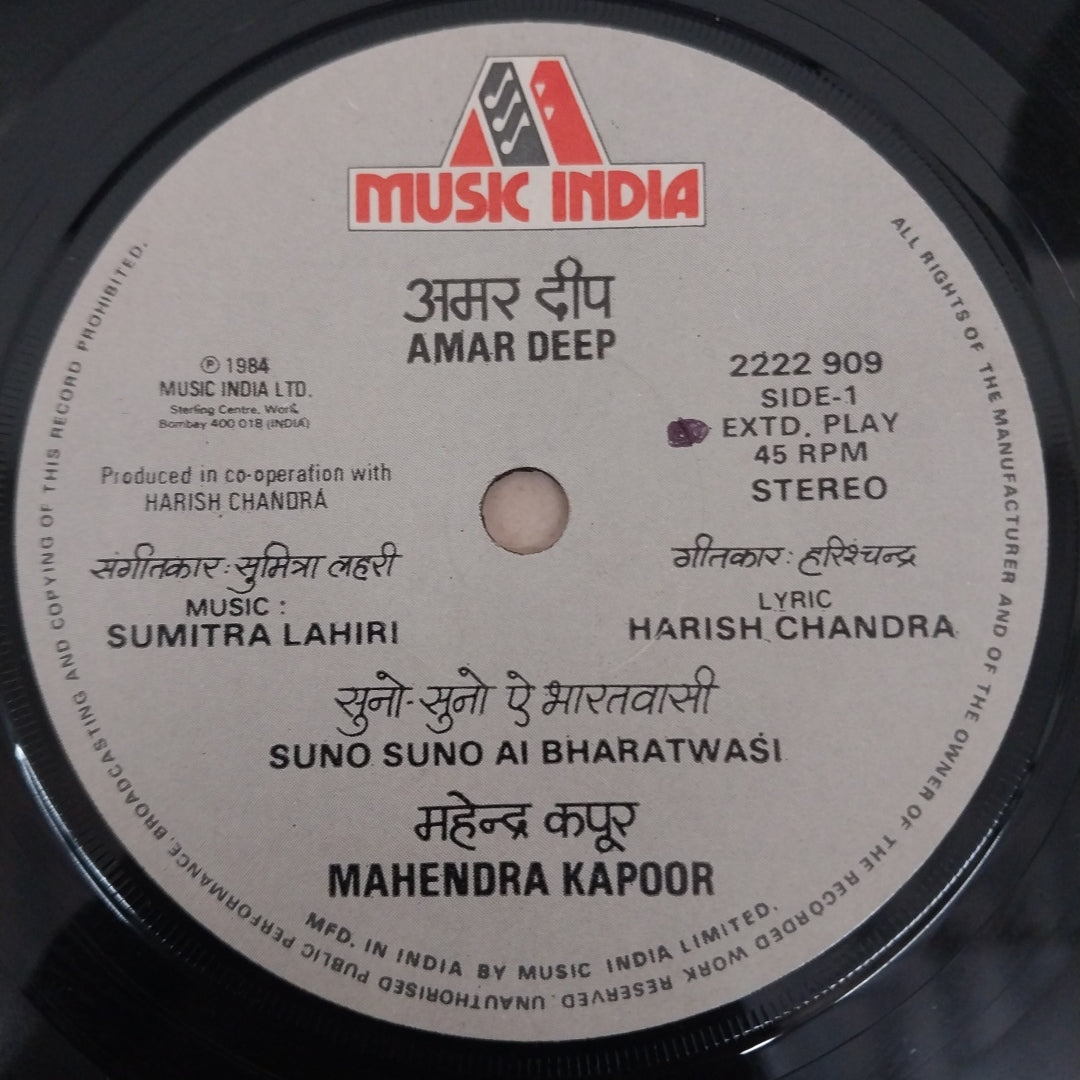 MUSIC INDIA
अमर दीप
AMAR DEEP
℗ 1984
MUSIC INDIA LTD.
Sterling Centre, Worli,
Bombay 400 018 (INDIA)
2222 909
SIDE-1
EXTD. PLAY
45 RPM
STEREO
Produced in co-operation with
HARISH CHANDRA
संगीतकार: सुमित्रा लहरी
MUSIC :
SUMITRA LAHIRI
गीतकार: हरिश्चन्द्र
LYRIC
HARISH CHANDRA
सुनो-सुनो ऐ भारतवासी
SUNO SUNO AI BHARATWASI
महेन्द्र कपूर
MAHENDRA KAPOOR
MFD. IN INDIA BY MUSIC INDIA LIMITED.
ALL RIGHTS OF THE MANUFACTURER AND OF THE OWNER OF THE RECORDED WORK RESERVED. UNAUTHORISED PUBLIC PERFORMANCE, BROADCASTING AND COPYING OF THIS RECORD PROHIBITED.